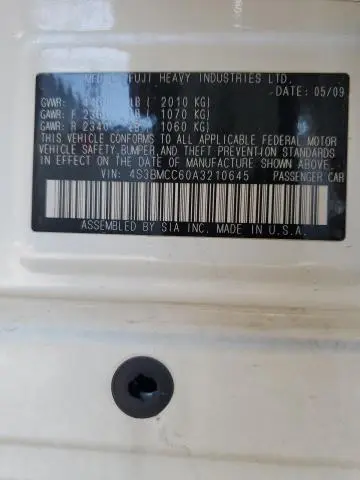 FUJI HEAVY INDUSTRIES LTD.
DATE: 05/09
GVWR: LB ( 2010 KG)
GAWR: F 1070 KG)
GAWR: R 2340 1060 KG)
THIS VEHICLE CONFORMS TO ALL APPLICABLE FEDERAL MOTOR
VEHICLE SAFETY, BUMPER, AND THEFT PREVENTION STANDARDS
IN EFFECT ON THE DATE OF MANUFACTURE SHOWN ABOVE.
VIN: 4S3BMCC60A3210645 PASSENGER CAR
ASSEMBLED BY SIA INC. MADE IN U.S.A.